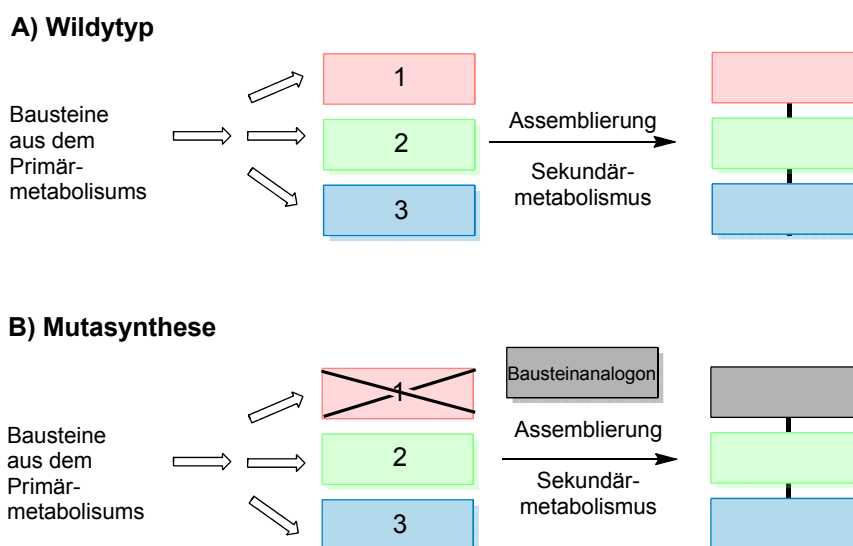 A) Wildytyp
Bausteine
aus dem
Primär-
metabolisums
1
2
3
Assemblierung
Sekundär-
metabolismus
B) Mutasynthese
Bausteine
aus dem
Primär-
metabolisums
1
2
3
Bausteinanalogon
Assemblierung
Sekundär-
metabolismus